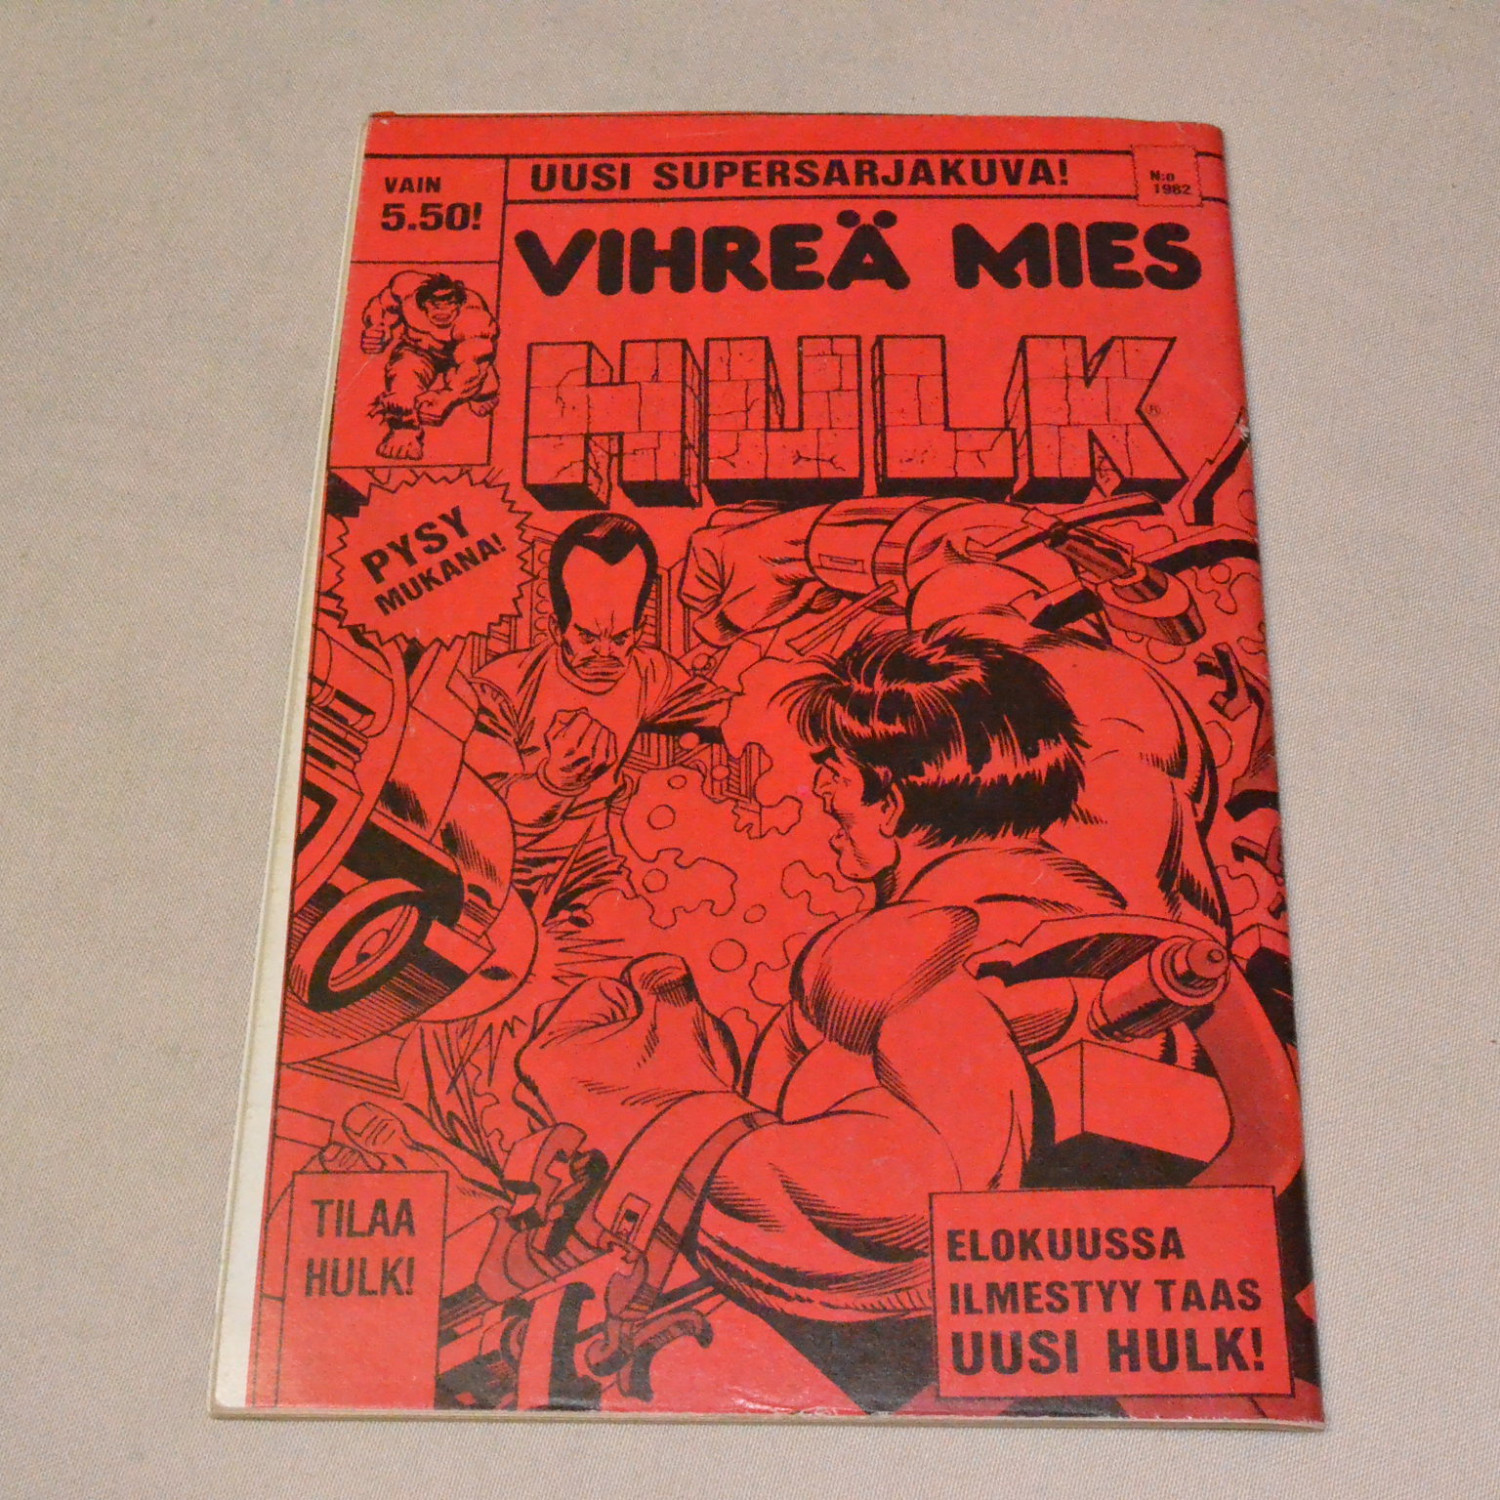 VAIN
5.50!
UUSI SUPERSARJAKUVA!
N:o
1982
VIHREÄ MIES
HULK®
PYSY
MUKANA!
TILAA
HULK!
ELOKUUSSA
ILMESTYY TAAS
UUSI HULK!